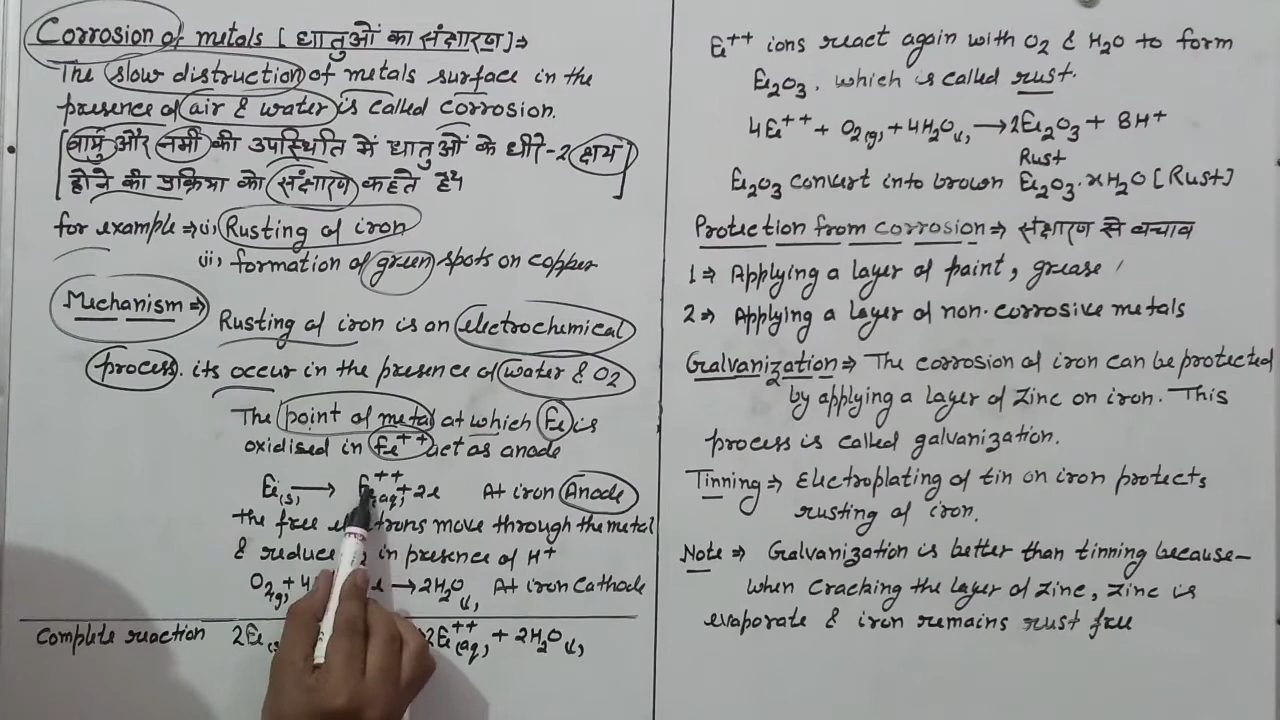 Corrosion of metals [धातुओं का संक्षारण]⇒
The slow distruction of metals surface in the
presence of air & water is called corrosion.
[वायु और नमी की उपस्थिति में धातुओं के धीरे-2 क्षय
होने की प्रक्रिया को संक्षारण कहते हैं।]
for example ⇒ (i) Rusting of iron
(ii) formation of green spots on copper
Mechanism ⇒
Rusting of iron is an electrochemical
process. its occur in the presence of water & O2
The point of metal at which Fe is
oxidised in Fe++ act as anode
Fe(s) → Fe++(aq) + 2e At iron Anode
the free electrons move through the metal
& reduce in presence of H+
O2(g) + 4 e → 2H2O(l) At iron Cathode
Complete reaction 2Fe(s 2Fe++(aq) + 2H2O(l)
Fe++ ions react again with O2 & H2O to form
Fe2O3. which is called rust.
4Fe++ + O2(g) + 4H2O(l) → 2Fe2O3 + 8H+
Rust
Fe2O3 convert into brown Fe2O3.xH2O [Rust]
Protection from corrosion ⇒ संक्षारण से बचाव
1 ⇒ Applying a layer of paint, grease
2 ⇒ Applying a layer of non-corrosive metals
Galvanization ⇒ The corrosion of iron can be protected
by applying a layer of Zinc on iron. This
process is called galvanization.
Tinning ⇒ Electroplating of tin on iron protects
rusting of iron.
Note ⇒ Galvanization is better than tinning because-
when cracking the layer of zinc, zinc is
evaporate & iron remains rust free